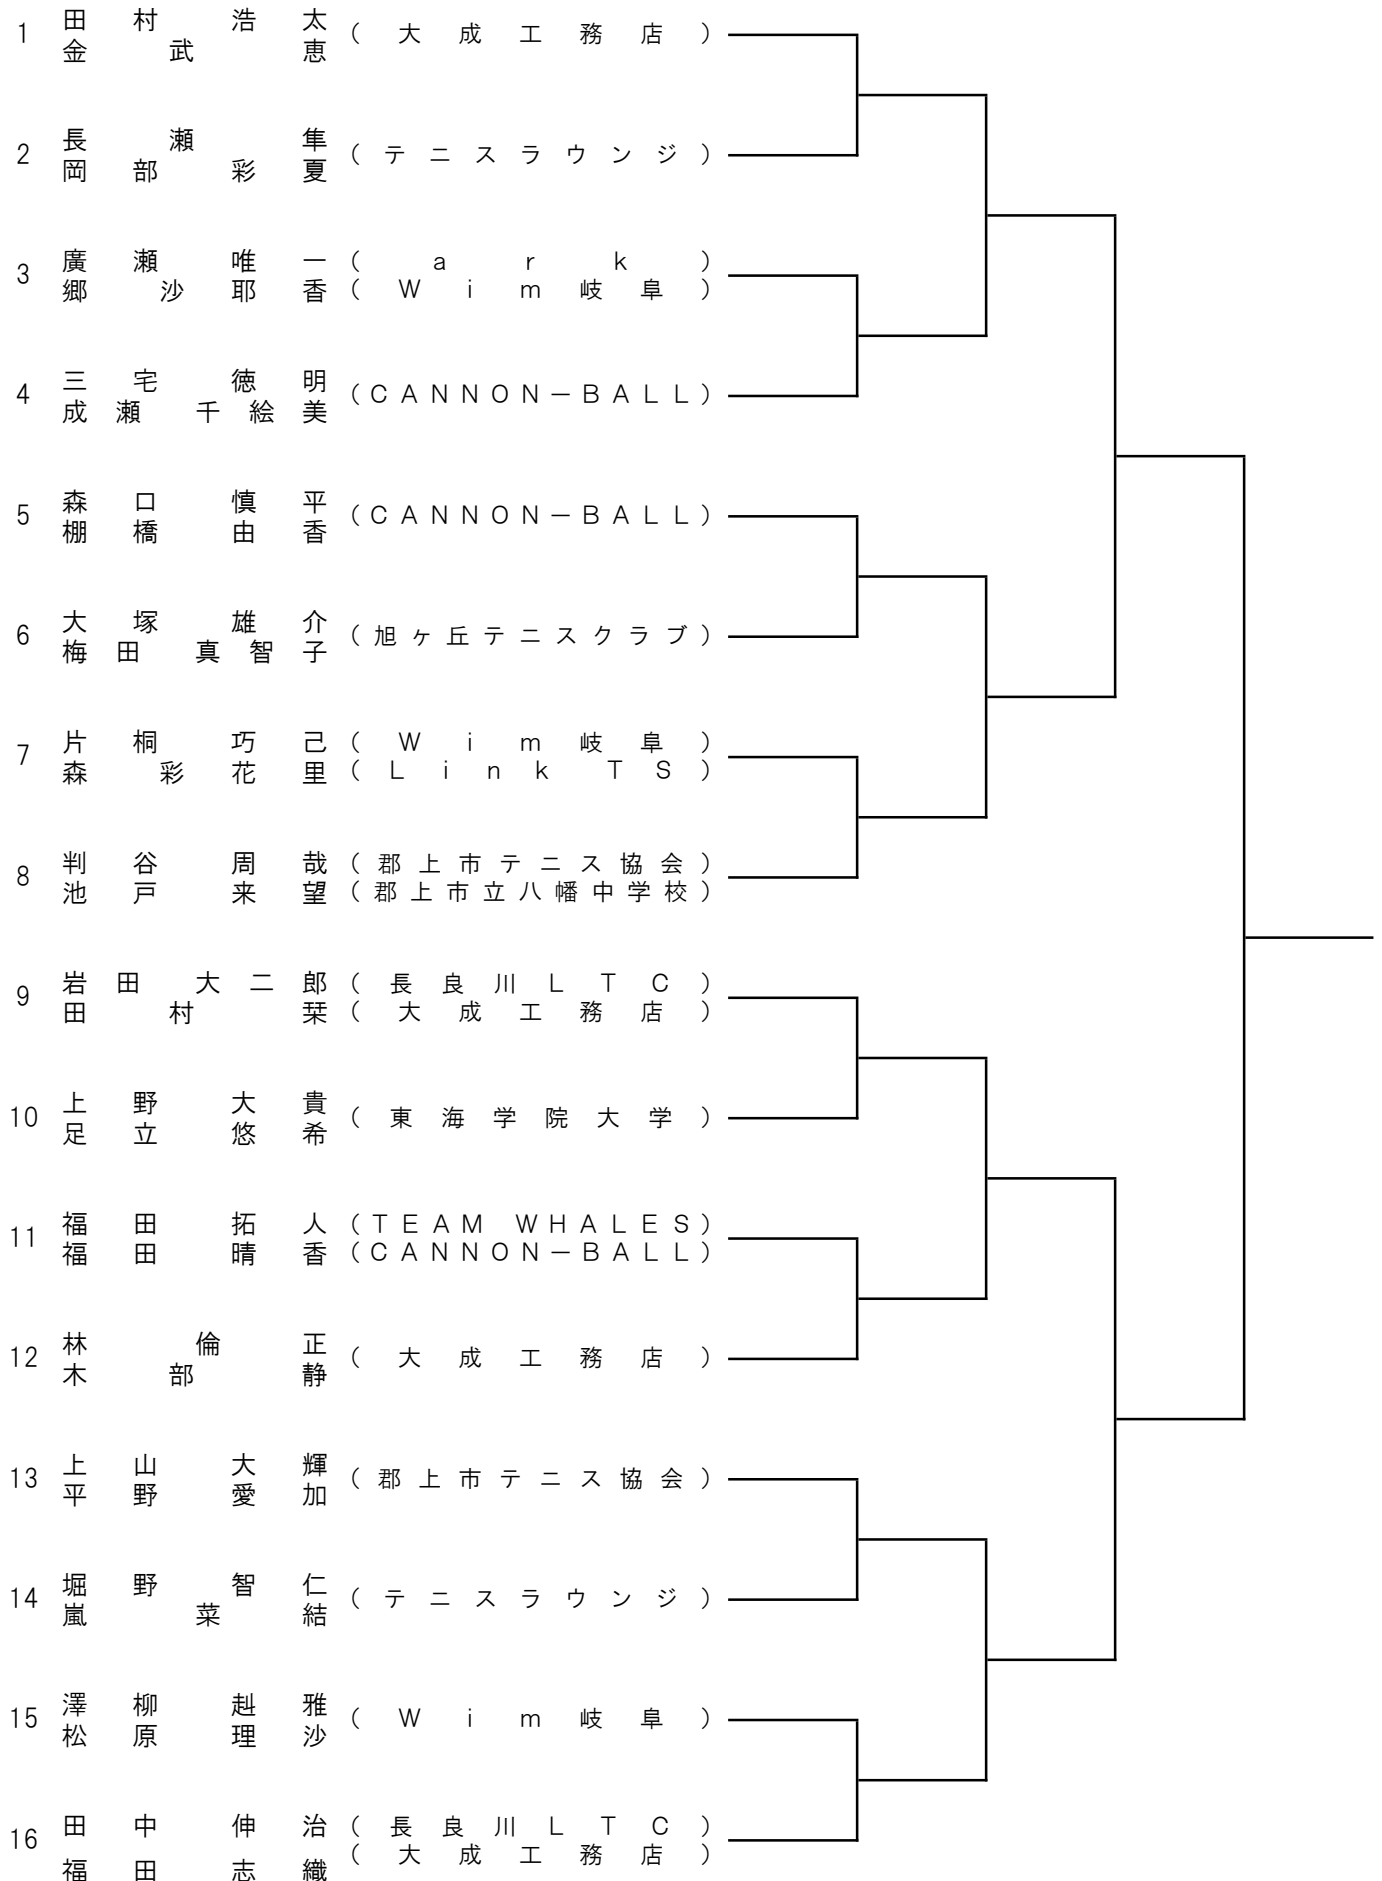 1 田村浩太 (大成工務店)
金武恵
2 長瀬隼 (テニスラウンジ)
岡部彩夏
3 廣瀬唯一 (ark)
郷沙耶香 (Wim岐阜)
4 三宅徳明 (CANNON－BALL)
成瀬千絵美
5 森口慎平 (CANNON－BALL)
棚橋由香
6 大塚雄介 (旭ヶ丘テニスクラブ)
梅田真智子
7 片桐巧己 (Wim岐阜)
森彩花里 (Link TS)
8 判谷周哉 (郡上市テニス協会)
池戸来望 (郡上市立八幡中学校)
9 岩田大二郎 (長良川LTC)
田村栞 (大成工務店)
10 上野大貴 (東海学院大学)
足立悠希
11 福田拓人 (TEAM WHALES)
福田晴香 (CANNON－BALL)
12 林倫正 (大成工務店)
木部静
13 上山大輝 (郡上市テニス協会)
平野愛加
14 堀野智仁 (テニスラウンジ)
嵐菜結
15 澤柳赳雅 (Wim岐阜)
松原理沙
16 田中伸治 (長良川LTC)
福田志織 (大成工務店)